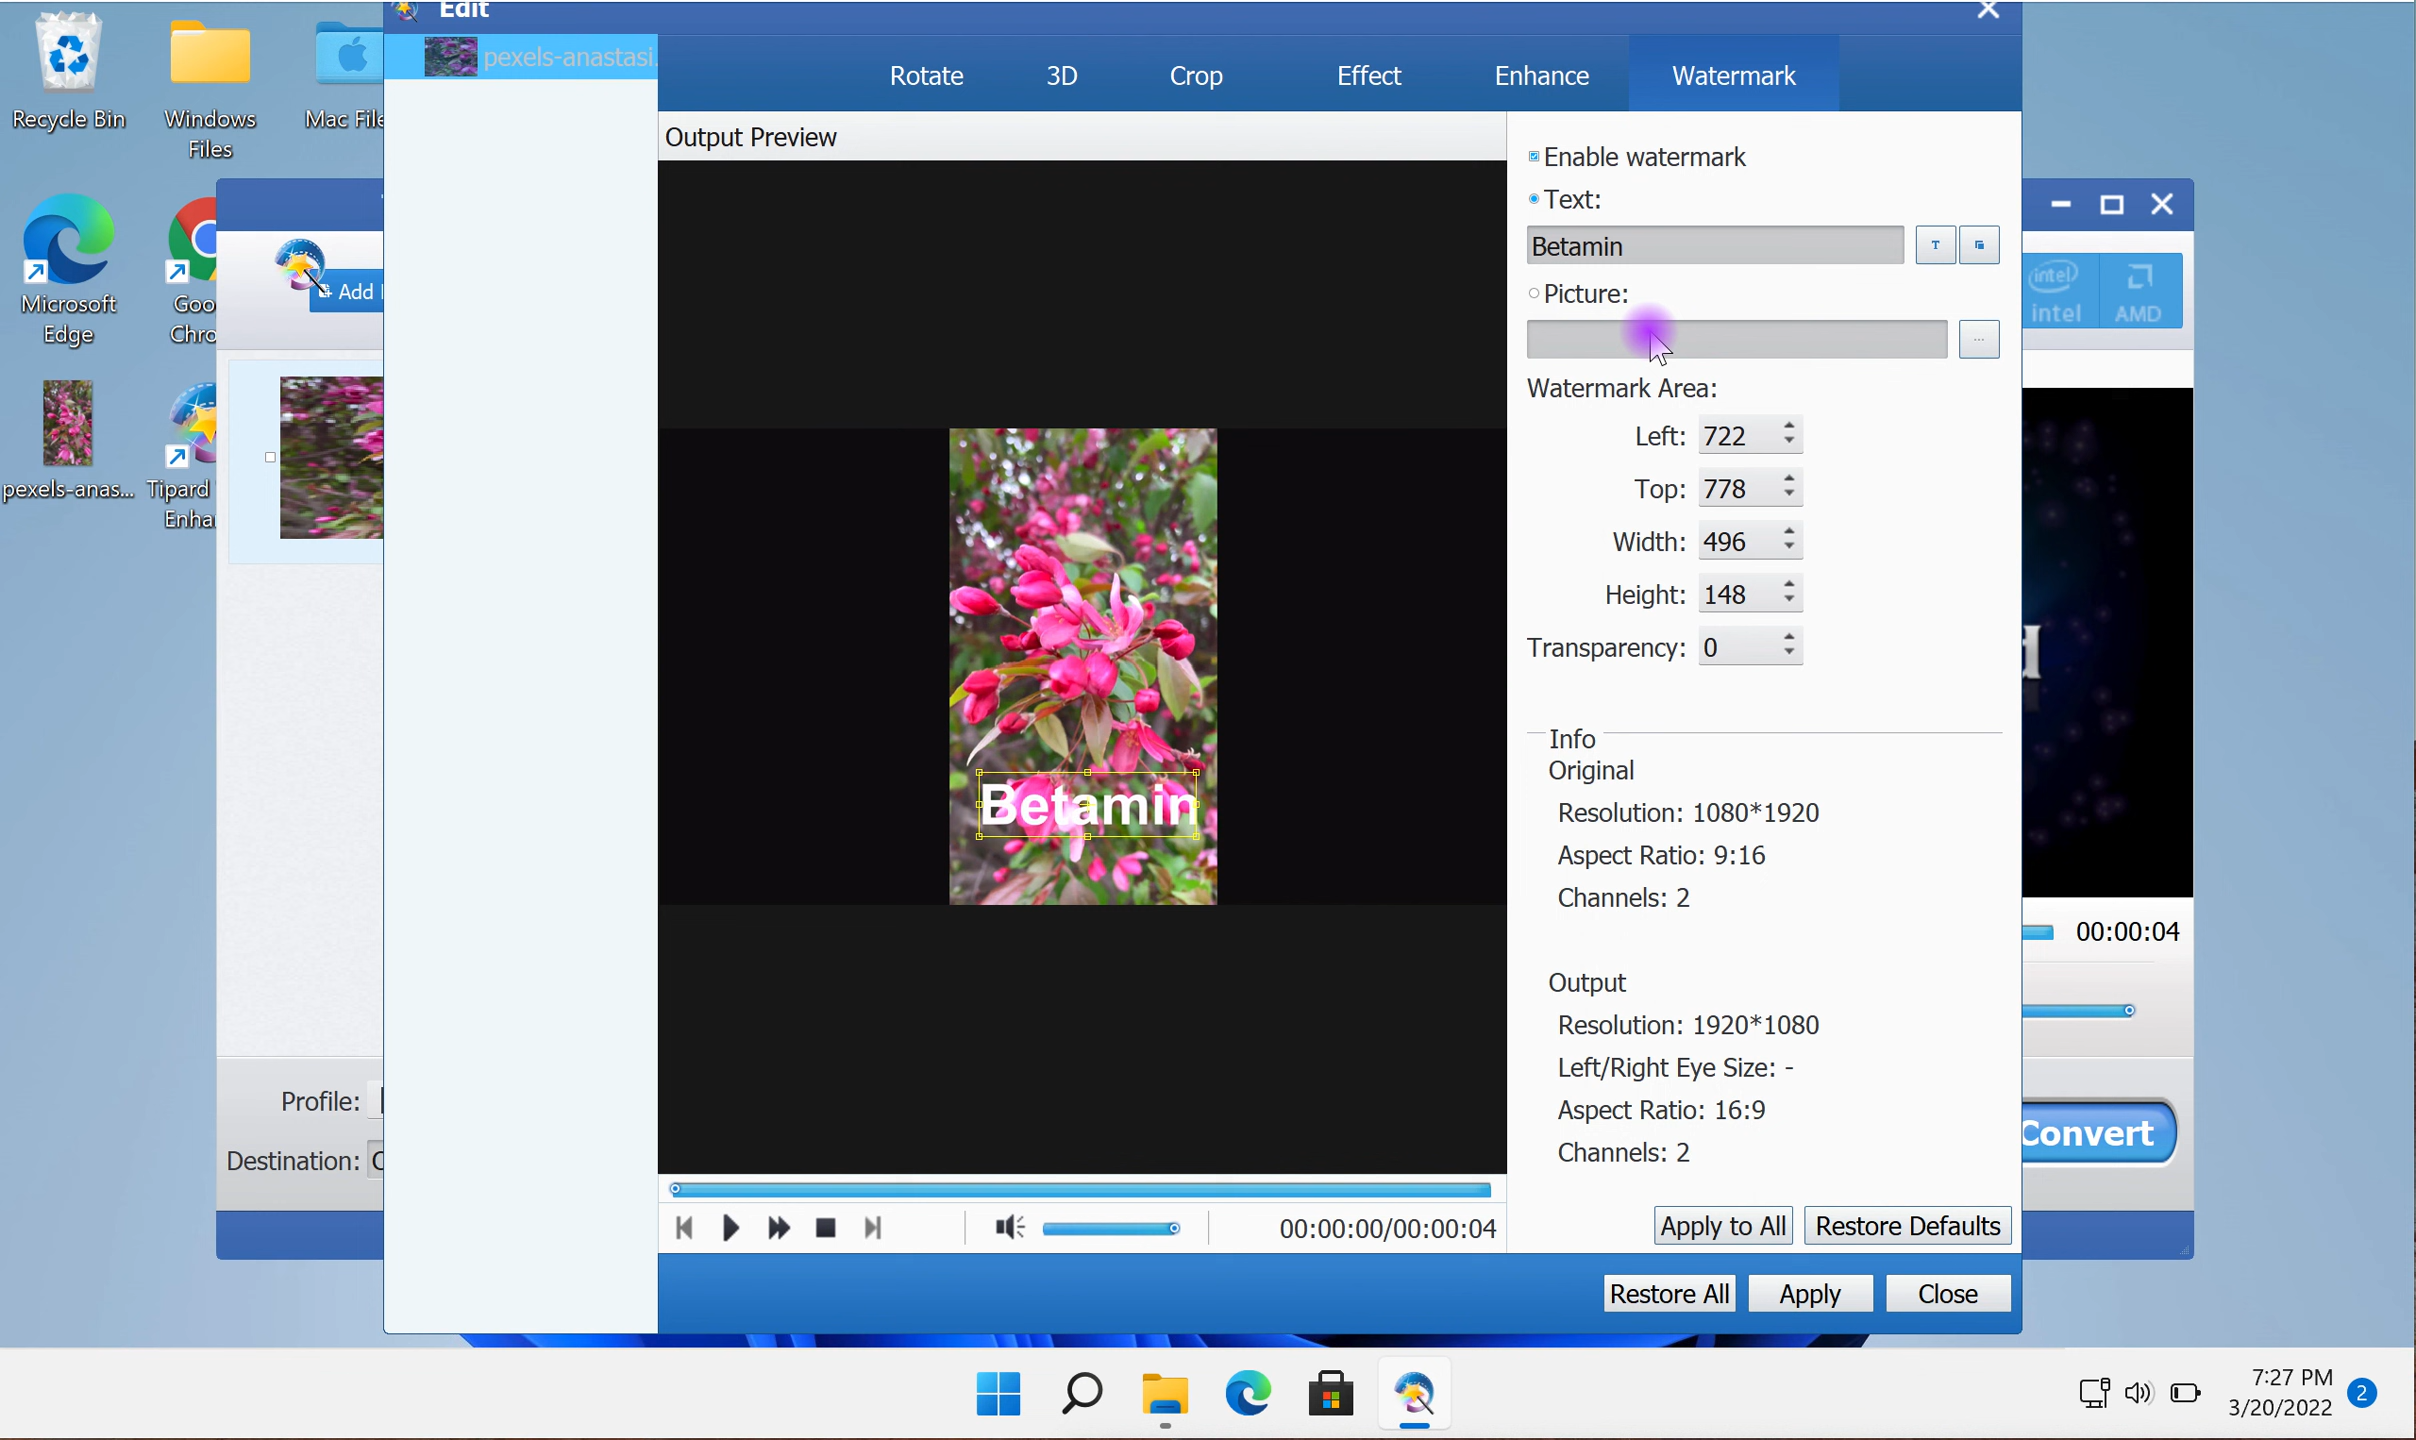 Edit
pexels-anastasi.
Rotate 3D Crop Effect Enhance Watermark
Output Preview
Enable watermark
Text:
Betamin
Picture:
Watermark Area:
Left: 722
Top: 778
Width: 496
Height: 148
Transparency: 0
Info
Original
Resolution: 1080*1920
Aspect Ratio: 9:16
Channels: 2
Output
Resolution: 1920*1080
Left/Right Eye Size: -
Aspect Ratio: 16:9
Channels: 2
Apply to All Restore Defaults
Restore All Apply Close
Betamin
00:00:00/00:00:04
Recycle Bin
Windows
Files
Mac File
Microsoft
Edge
Goo
Chro
pexels-anas...
Tipard
Enha
Add
Profile:
Destination:
intel
intel
AMD
00:00:04
Convert
7:27 PM
3/20/2022
2